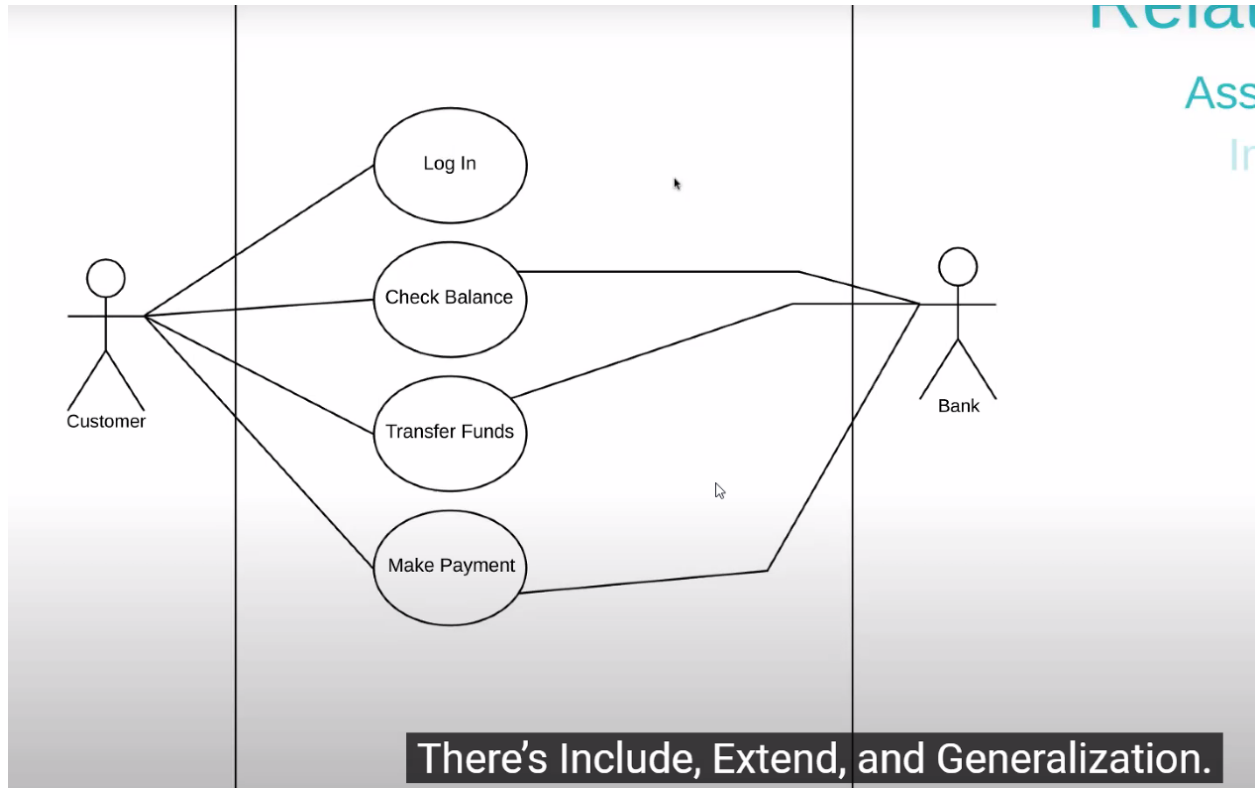 Log In
Check Balance
Transfer Funds
Make Payment
Customer
Bank
There’s Include, Extend, and Generalization.